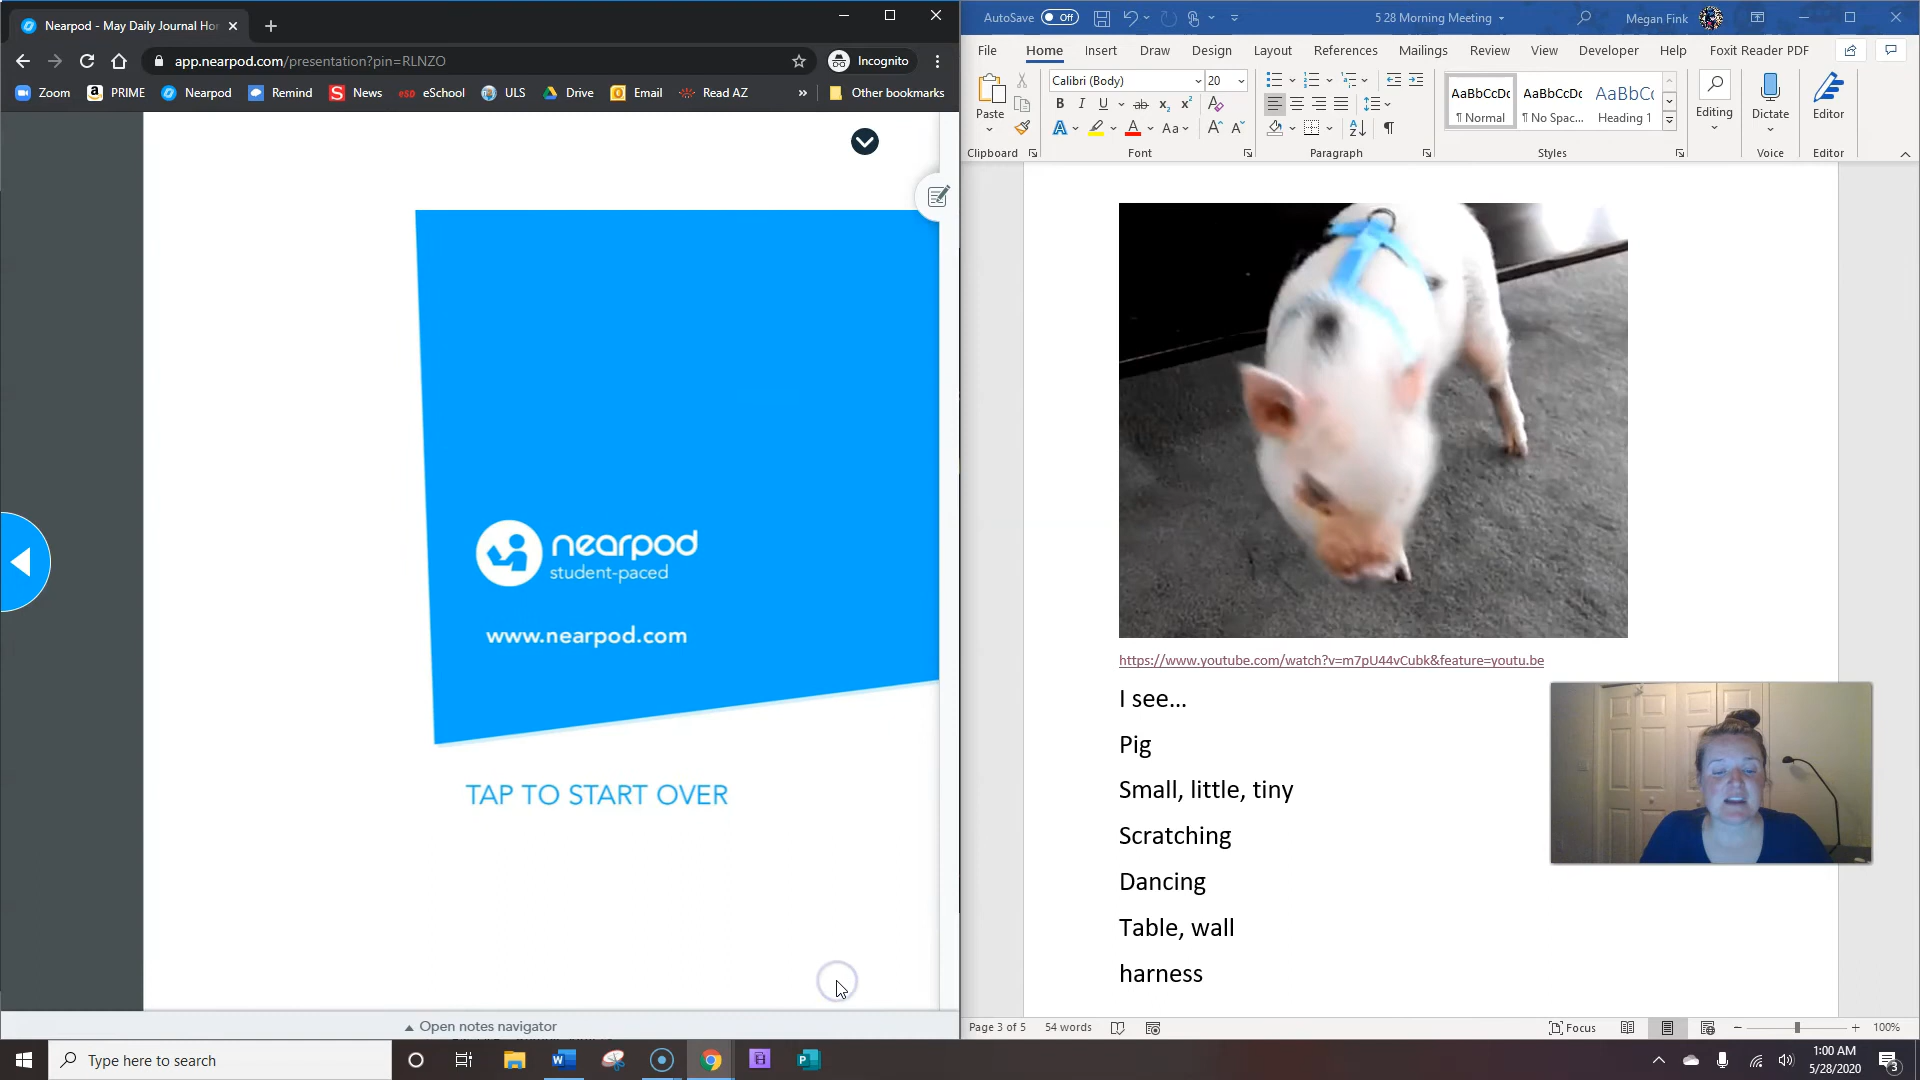 Nearpod - May Daily Journal Hor
app.nearpod.com/presentation?pin=RLNZO
Incognito
Zoom PRIME Nearpod Remind News eSchool ULS Drive Email Read AZ » Other bookmarks
nearpod
student-paced
www.nearpod.com
TAP TO START OVER
Open notes navigator
AutoSave Off 5 28 Morning Meeting Megan Fink
File Home Insert Draw Design Layout References Mailings Review View Developer Help Foxit Reader PDF
Paste
Calibri (Body) 20
AaBbCcDc AaBbCcDc AaBbCc
¶ Normal ¶ No Spac... Heading 1
Editing Dictate Editor
Clipboard Font Paragraph Styles Voice Editor
https://www.youtube.com/watch?v=m7pU44vCubk&feature=youtu.be
I see...
Pig
Small, little, tiny
Scratching
Dancing
Table, wall
harness
Page 3 of 5 54 words Focus 100%
Type here to search
1:00 AM
5/28/2020
3